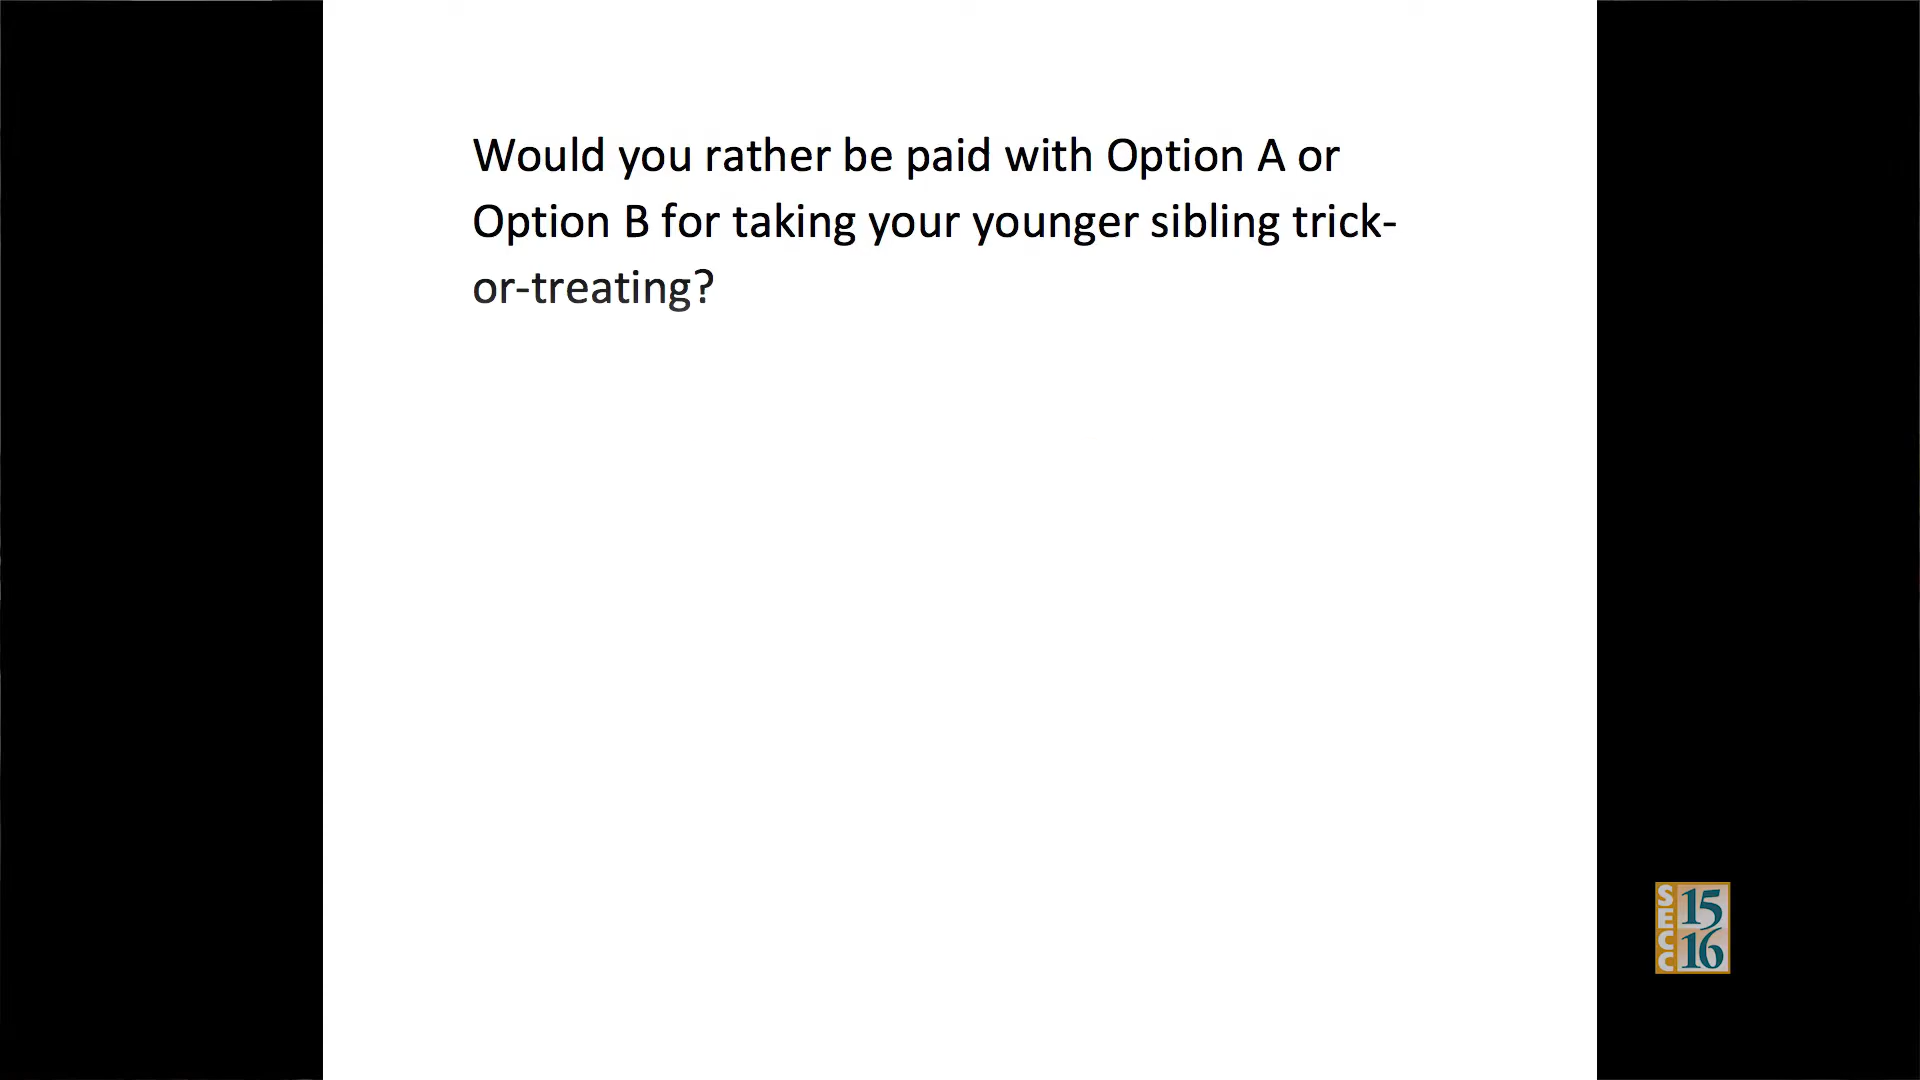 Would you rather be paid with Option A or
Option B for taking your younger sibling trick-
or-treating?
SECC
15
16